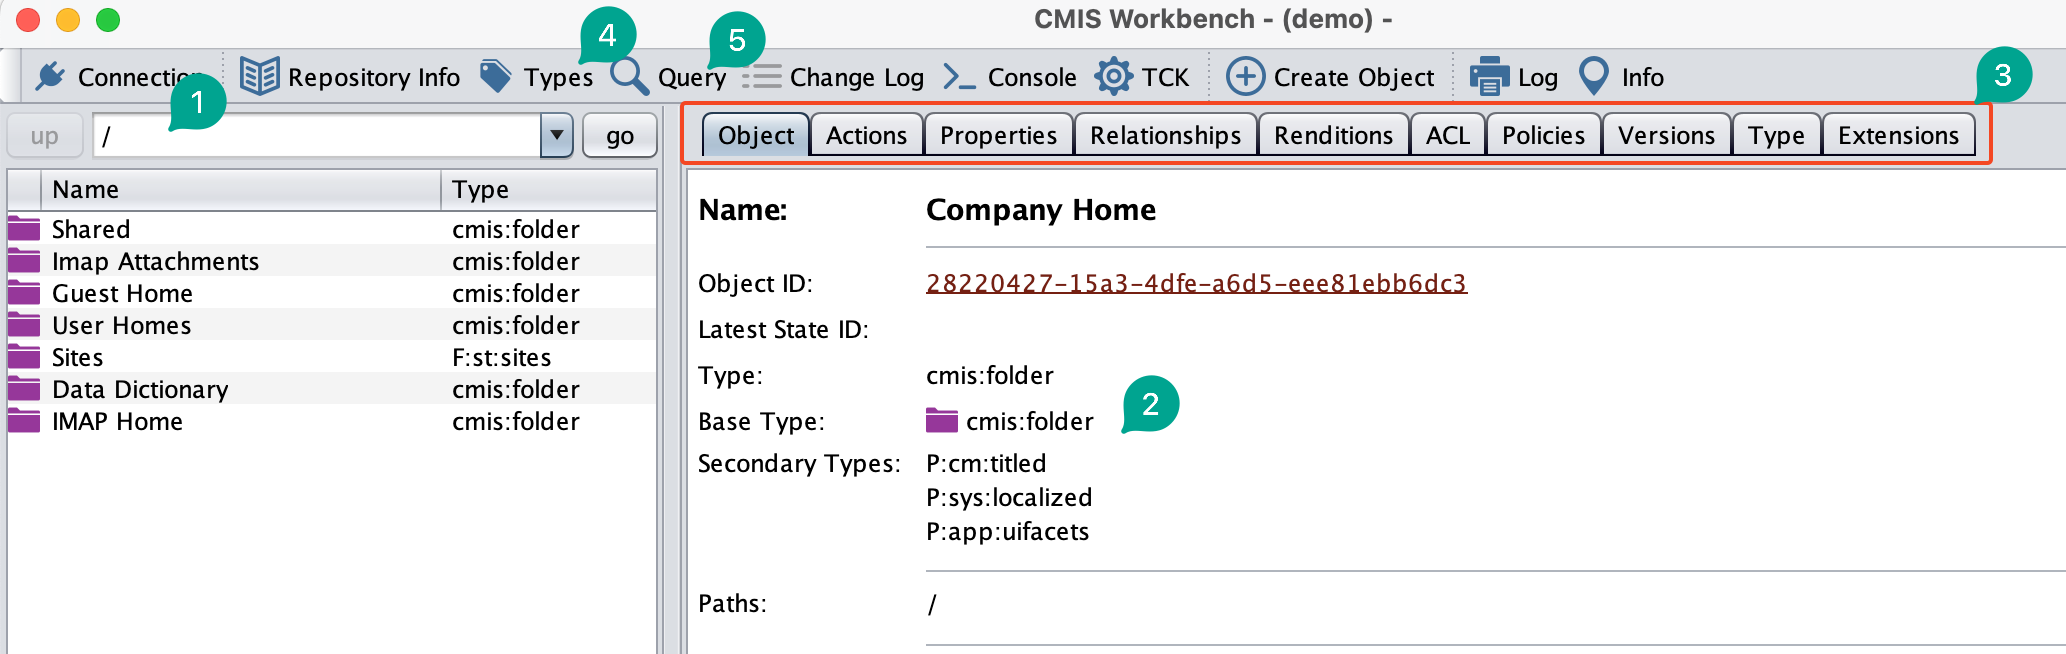 CMIS Workbench - (demo) -
Connection Repository Info Types Query Change Log Console TCK Create Object Log Info
1
4
5
3
up / go
Object Actions Properties Relationships Renditions ACL Policies Versions Type Extensions
Name Type
Shared cmis:folder
Imap Attachments cmis:folder
Guest Home cmis:folder
User Homes cmis:folder
Sites F:st:sites
Data Dictionary cmis:folder
IMAP Home cmis:folder
Name: Company Home
Object ID: 28220427-15a3-4dfe-a6d5-eee81ebb6dc3
Latest State ID:
Type: cmis:folder
Base Type: cmis:folder
2
Secondary Types: P:cm:titled
P:sys:localized
P:app:uifacets
Paths: /